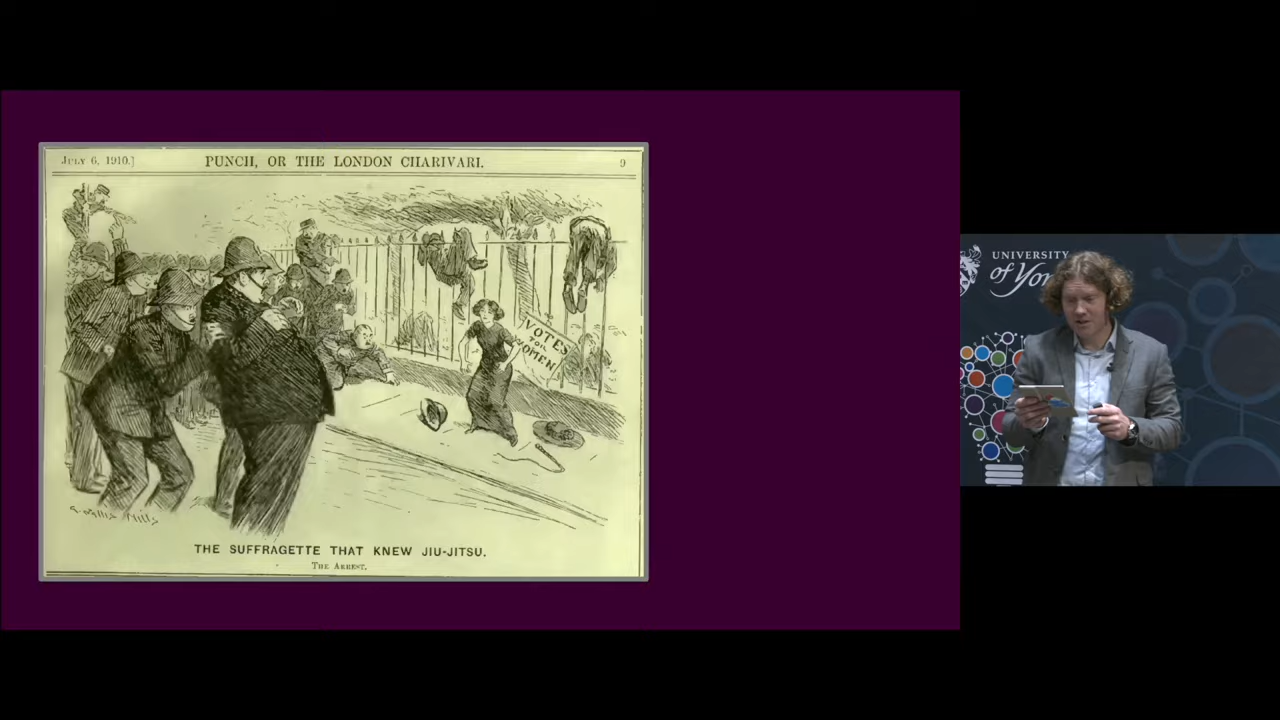 JULY 6, 1910.]
PUNCH, OR THE LONDON CHARIVARI.
9
VOTES
FOR
WOMEN
THE SUFFRAGETTE THAT KNEW JIU-JITSU.
THE ARREST.
UNIVERSITY
of York